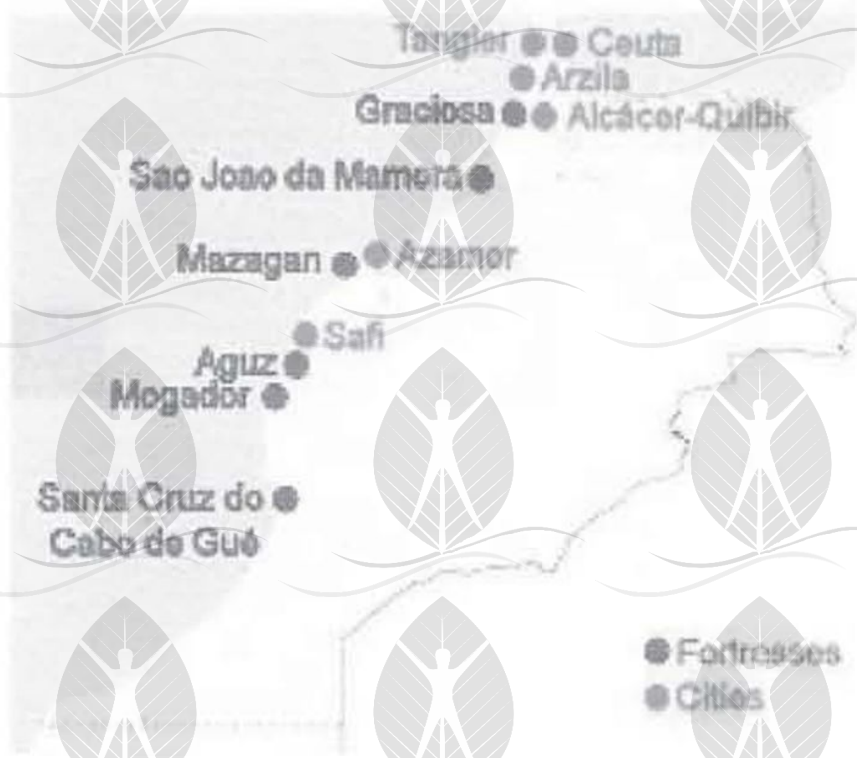 Tangier Ceuta
Arzila
Graciosa Alcácer-Quibir
Sao Joao da Mamora
Mazagan Azamor
Safi
Aguz
Mogador
Santa Cruz do
Cabo de Gué
Fortresses
Cities